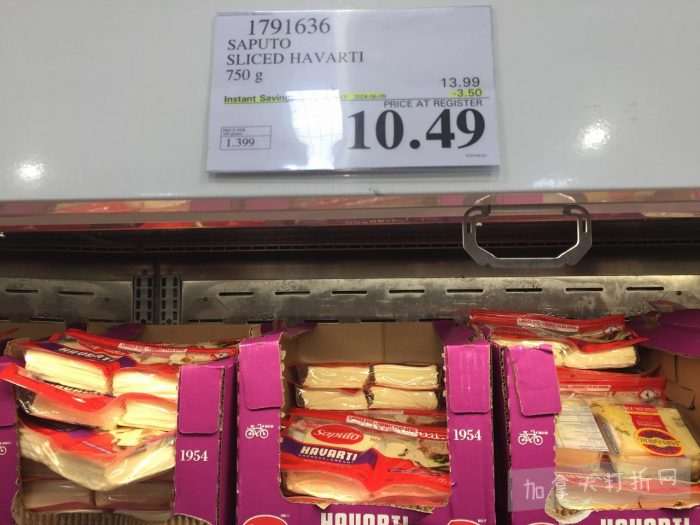 1791636
SAPUTO
SLICED HAVARTI
750 g
13.99
Instant Savings
-3.50
PRICE AT REGISTER
10.49
1.399
HAVARTI
1954
Saputo
HAVARTI
1954
HAVARTI
加拿大打折网